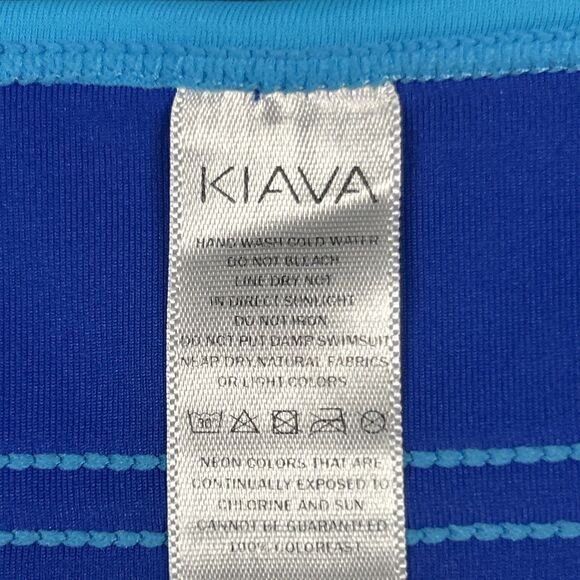 KIAVA
HAND WASH COLD WATER
DO NOT BLEACH
LINE DRY NOT
IN DIRECT SUNLIGHT
DO NOT IRON
DO NOT PUT DAMP SWIMSUIT
NEAR DRY, NATURAL FABRICS
OR LIGHT COLORS
30°
NEON COLORS THAT ARE
CONTINUALLY EXPOSED TO
CHLORINE AND SUN
CANNOT BE GUARANTEED
100% COLORFAST